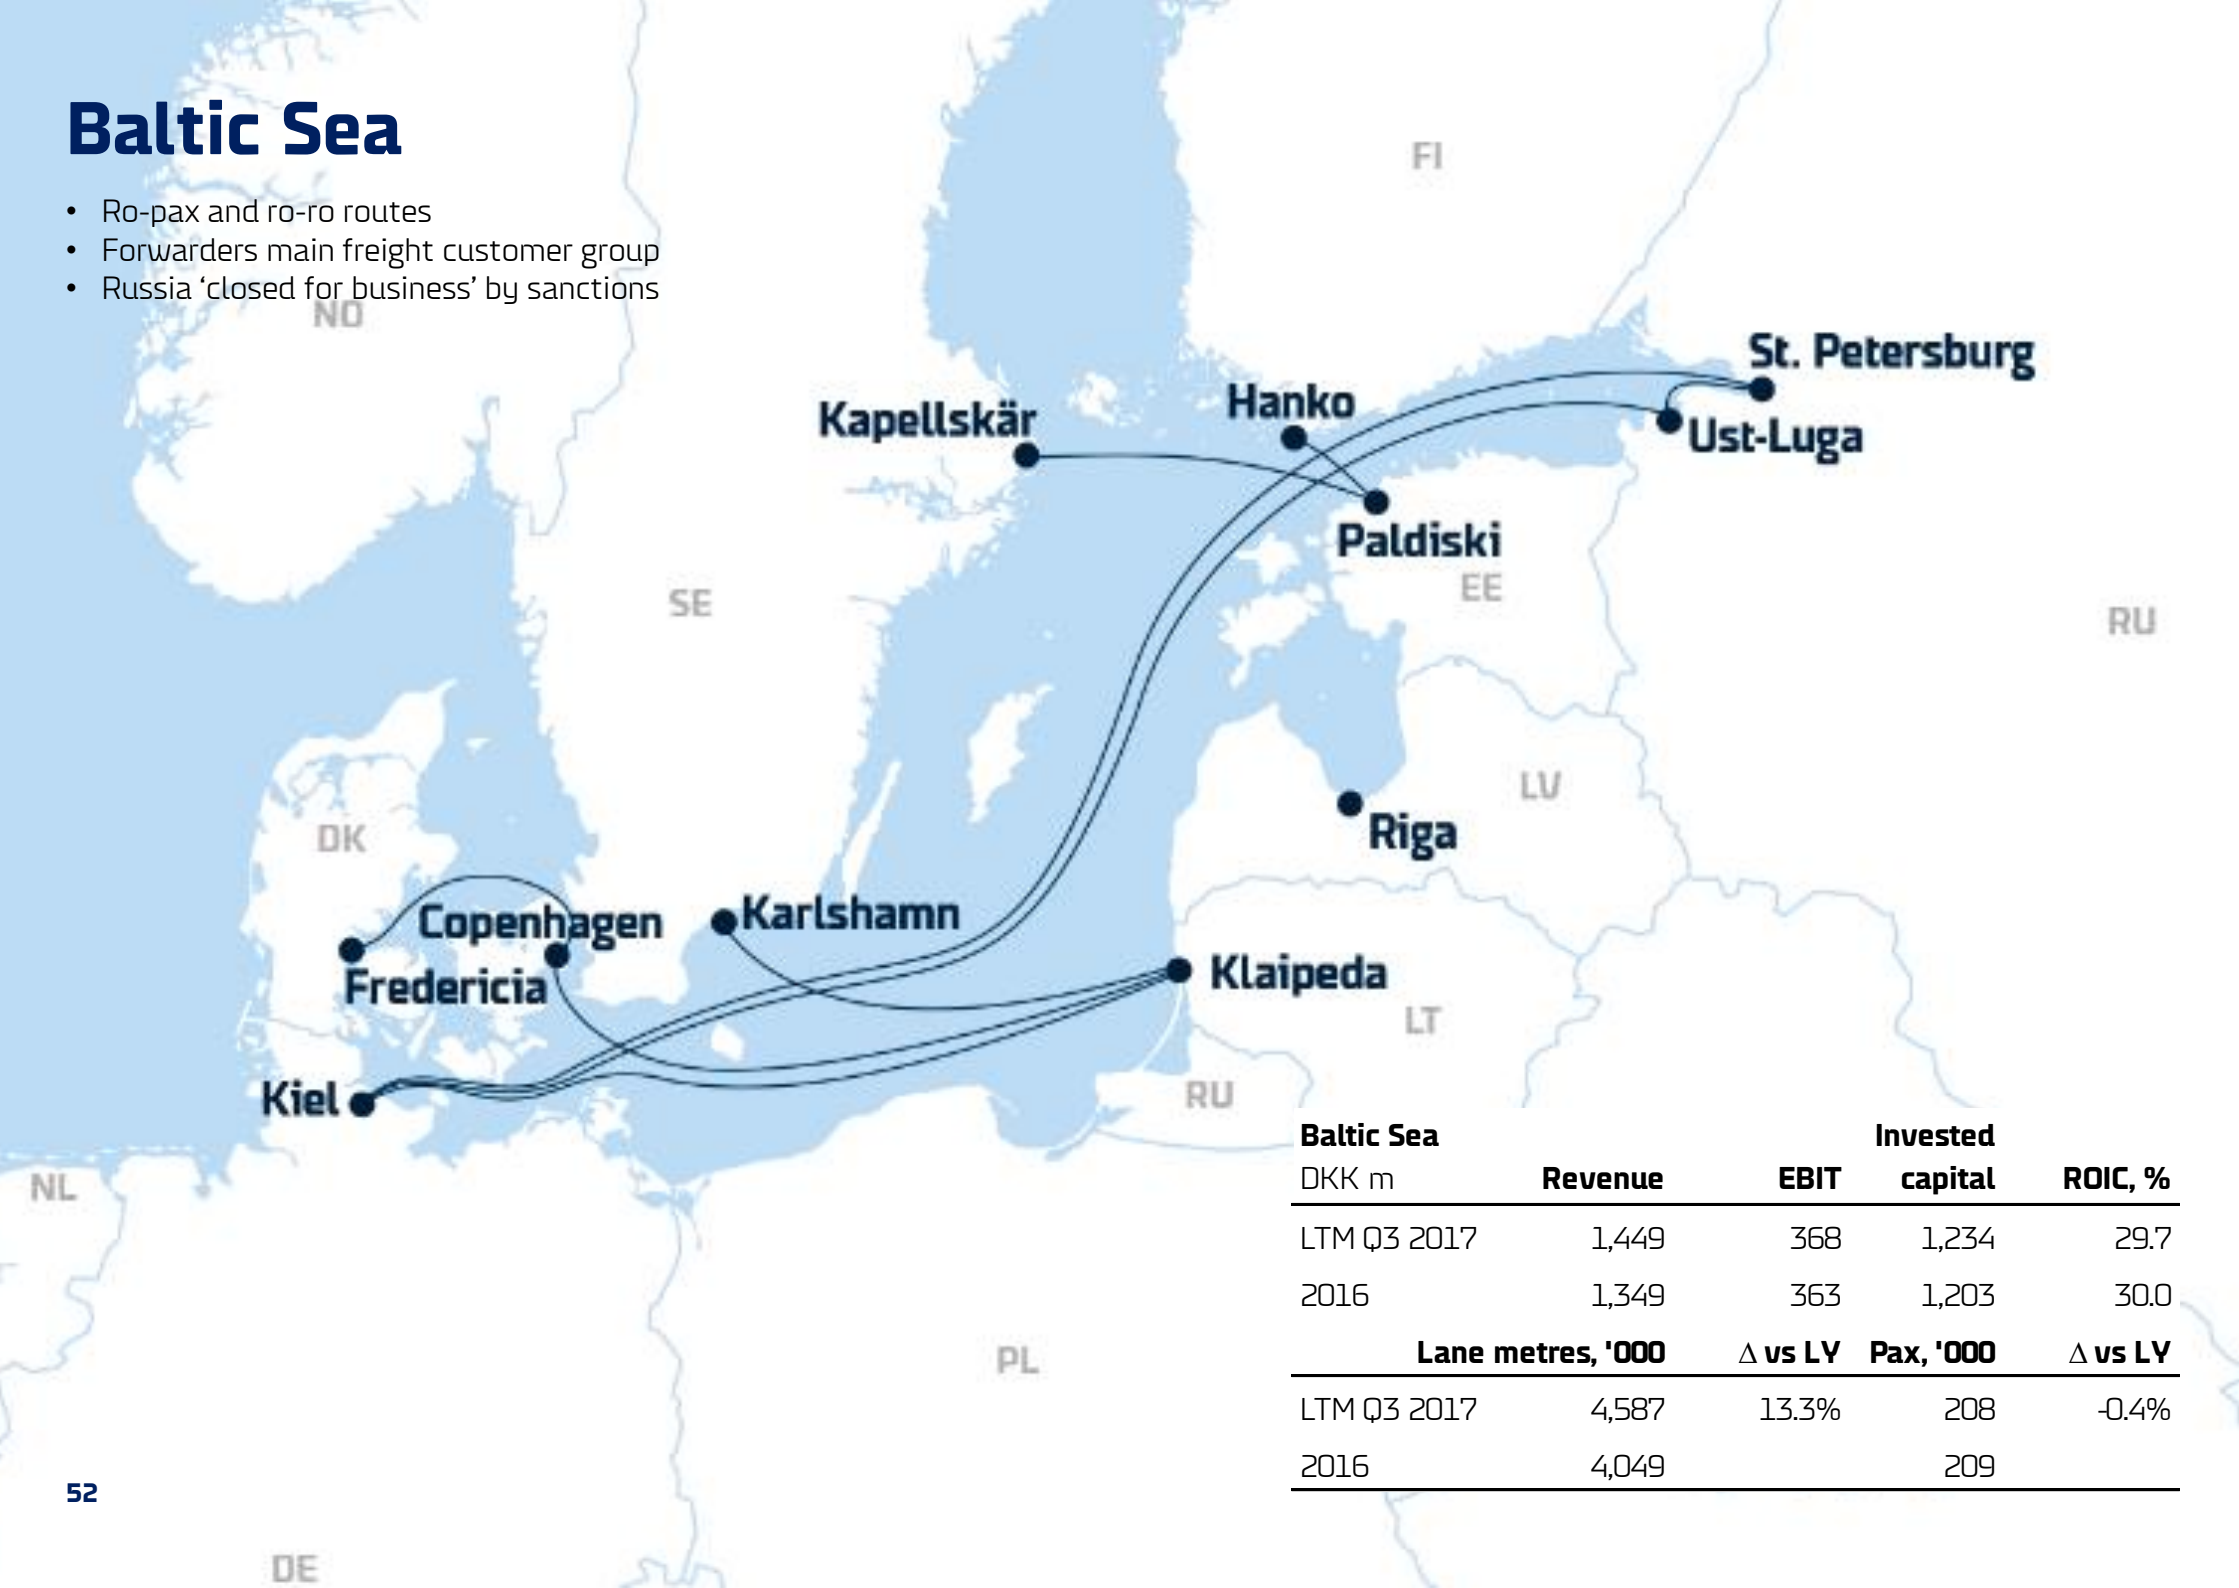 Baltic Sea
• Ro-pax and ro-ro routes
• Forwarders main freight customer group
• Russia ‘closed for business’ by sanctions
NO
FI
St. Petersburg
Hanko
Kapellskär
Ust-Luga
Paldiski
EE
SE
RU
LV
Riga
DK
Copenhagen
Karlshamn
Fredericia
Klaipeda
LT
Kiel
RU
NL
PL
DE
Baltic Sea Invested
DKK m Revenue EBIT capital ROIC, %
LTM Q3 2017 1,449 368 1,234 29.7
2016 1,349 363 1,203 30.0
Lane metres, '000 Δ vs LY Pax, '000 Δ vs LY
LTM Q3 2017 4,587 13.3% 208 -0.4%
2016 4,049 209
52